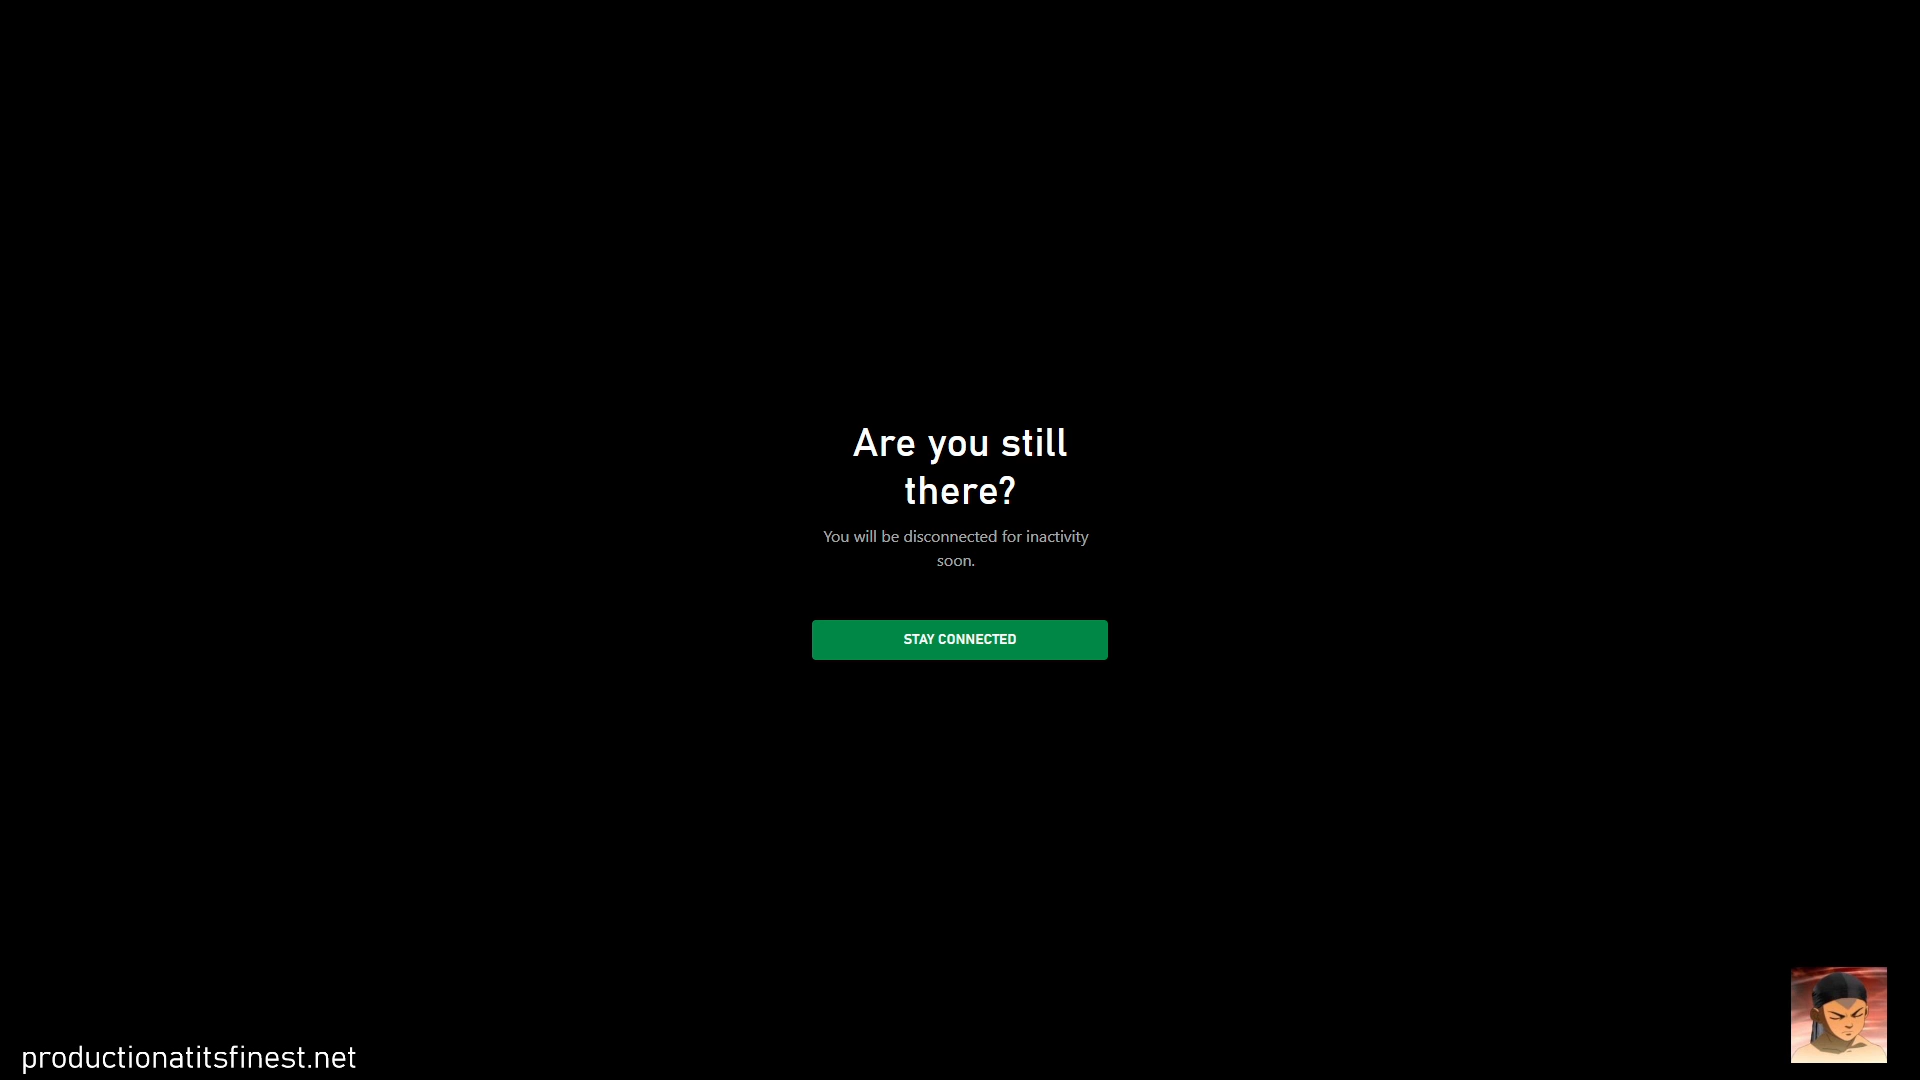 Are you still
there?
You will be disconnected for inactivity
soon.
STAY CONNECTED
productionatitsfinest.net